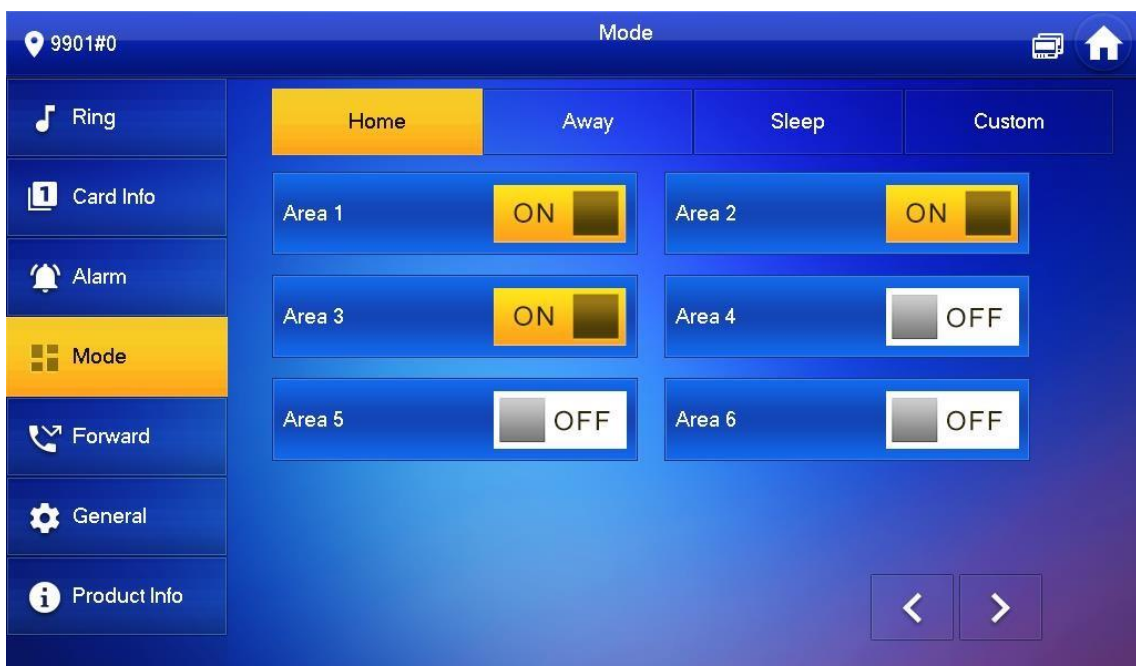 9901#0
Mode
Ring
Card Info
Alarm
Mode
Forward
General
Product Info
Home Away Sleep Custom
Area 1 ON Area 2 ON
Area 3 ON Area 4 OFF
Area 5 OFF Area 6 OFF